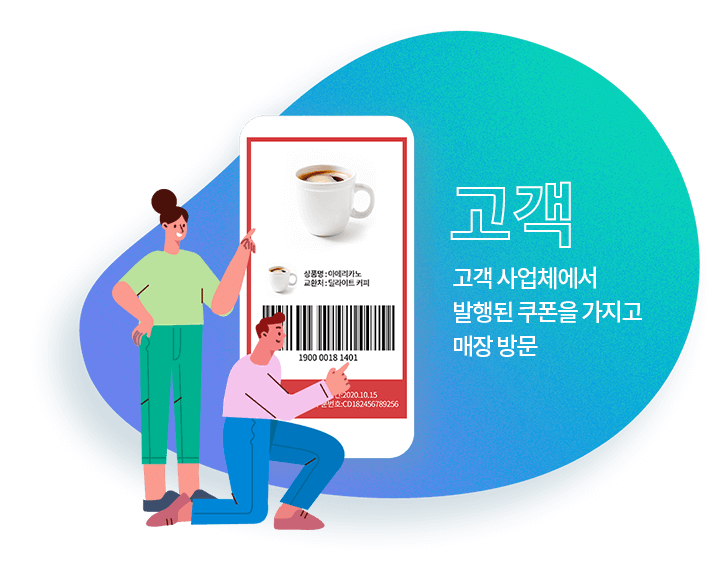 고객
고객 사업체에서
발행된 쿠폰을 가지고
매장 방문
상품명 : 아메리카노
교환처 : 딜라이트 커피
1900 0018 1401
:2020.10.15
번호:CD182456789256